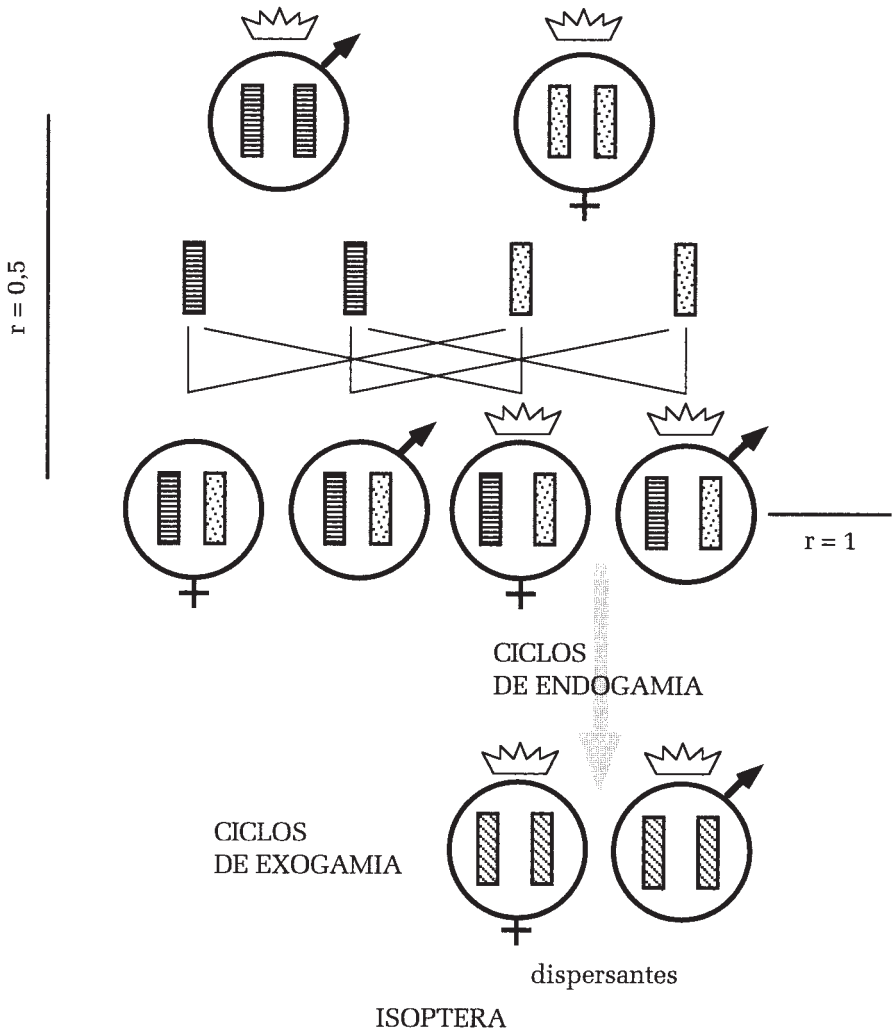 r = 0,5
r = 1
CICLOS
DE ENDOGAMIA
CICLOS
DE EXOGAMIA
dispersantes
ISOPTERA